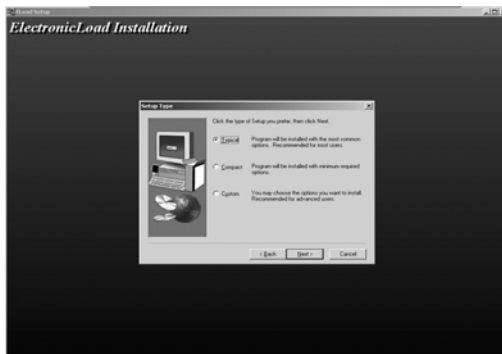 ELoad Setup
ElectronicLoad Installation
Setup Type
Click the type of Setup you prefer, then click Next.
Typical
Program will be installed with the most common
options. Recommended for most users.
Compact
Program will be installed with minimum required
options.
Custom
You may choose the options you want to install.
Recommended for advanced users.
< Back
Next >
Cancel